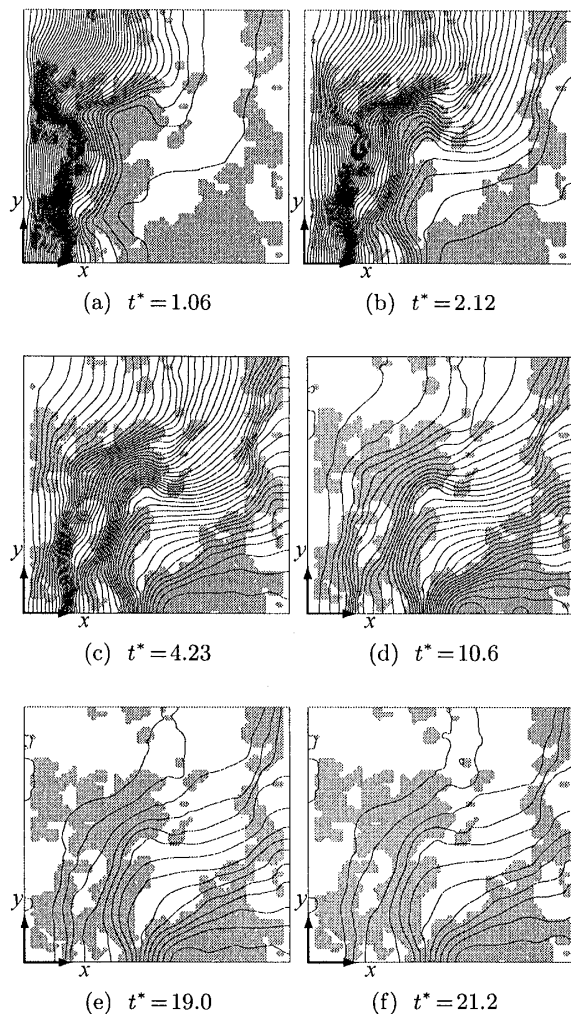 y
x
y
x
(a) t* = 1.06
(b) t* = 2.12
y
x
y
x
(c) t* = 4.23
(d) t* = 10.6
y
x
y
x
(e) t* = 19.0
(f) t* = 21.2